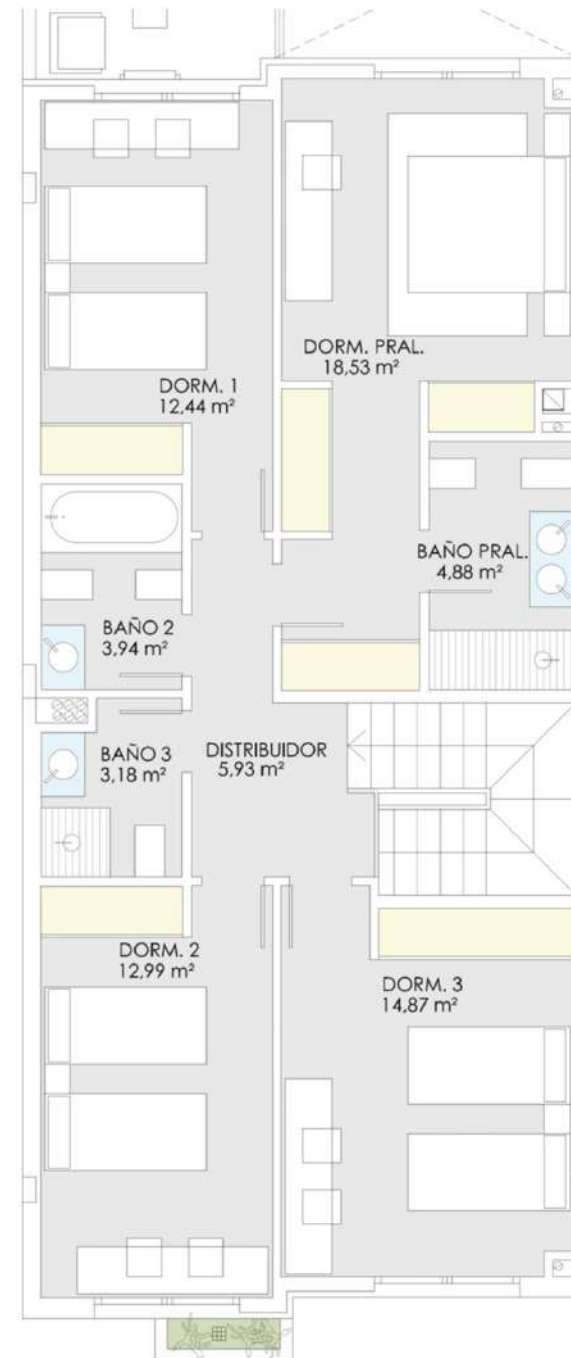 DORM. PRAL.
18,53 m²
DORM. 1
12,44 m²
BAÑO PRAL.
4,88 m²
BAÑO 2
3,94 m²
DISTRIBUIDOR
5,93 m²
BAÑO 3
3,18 m²
DORM. 2
12,99 m²
DORM. 3
14,87 m²